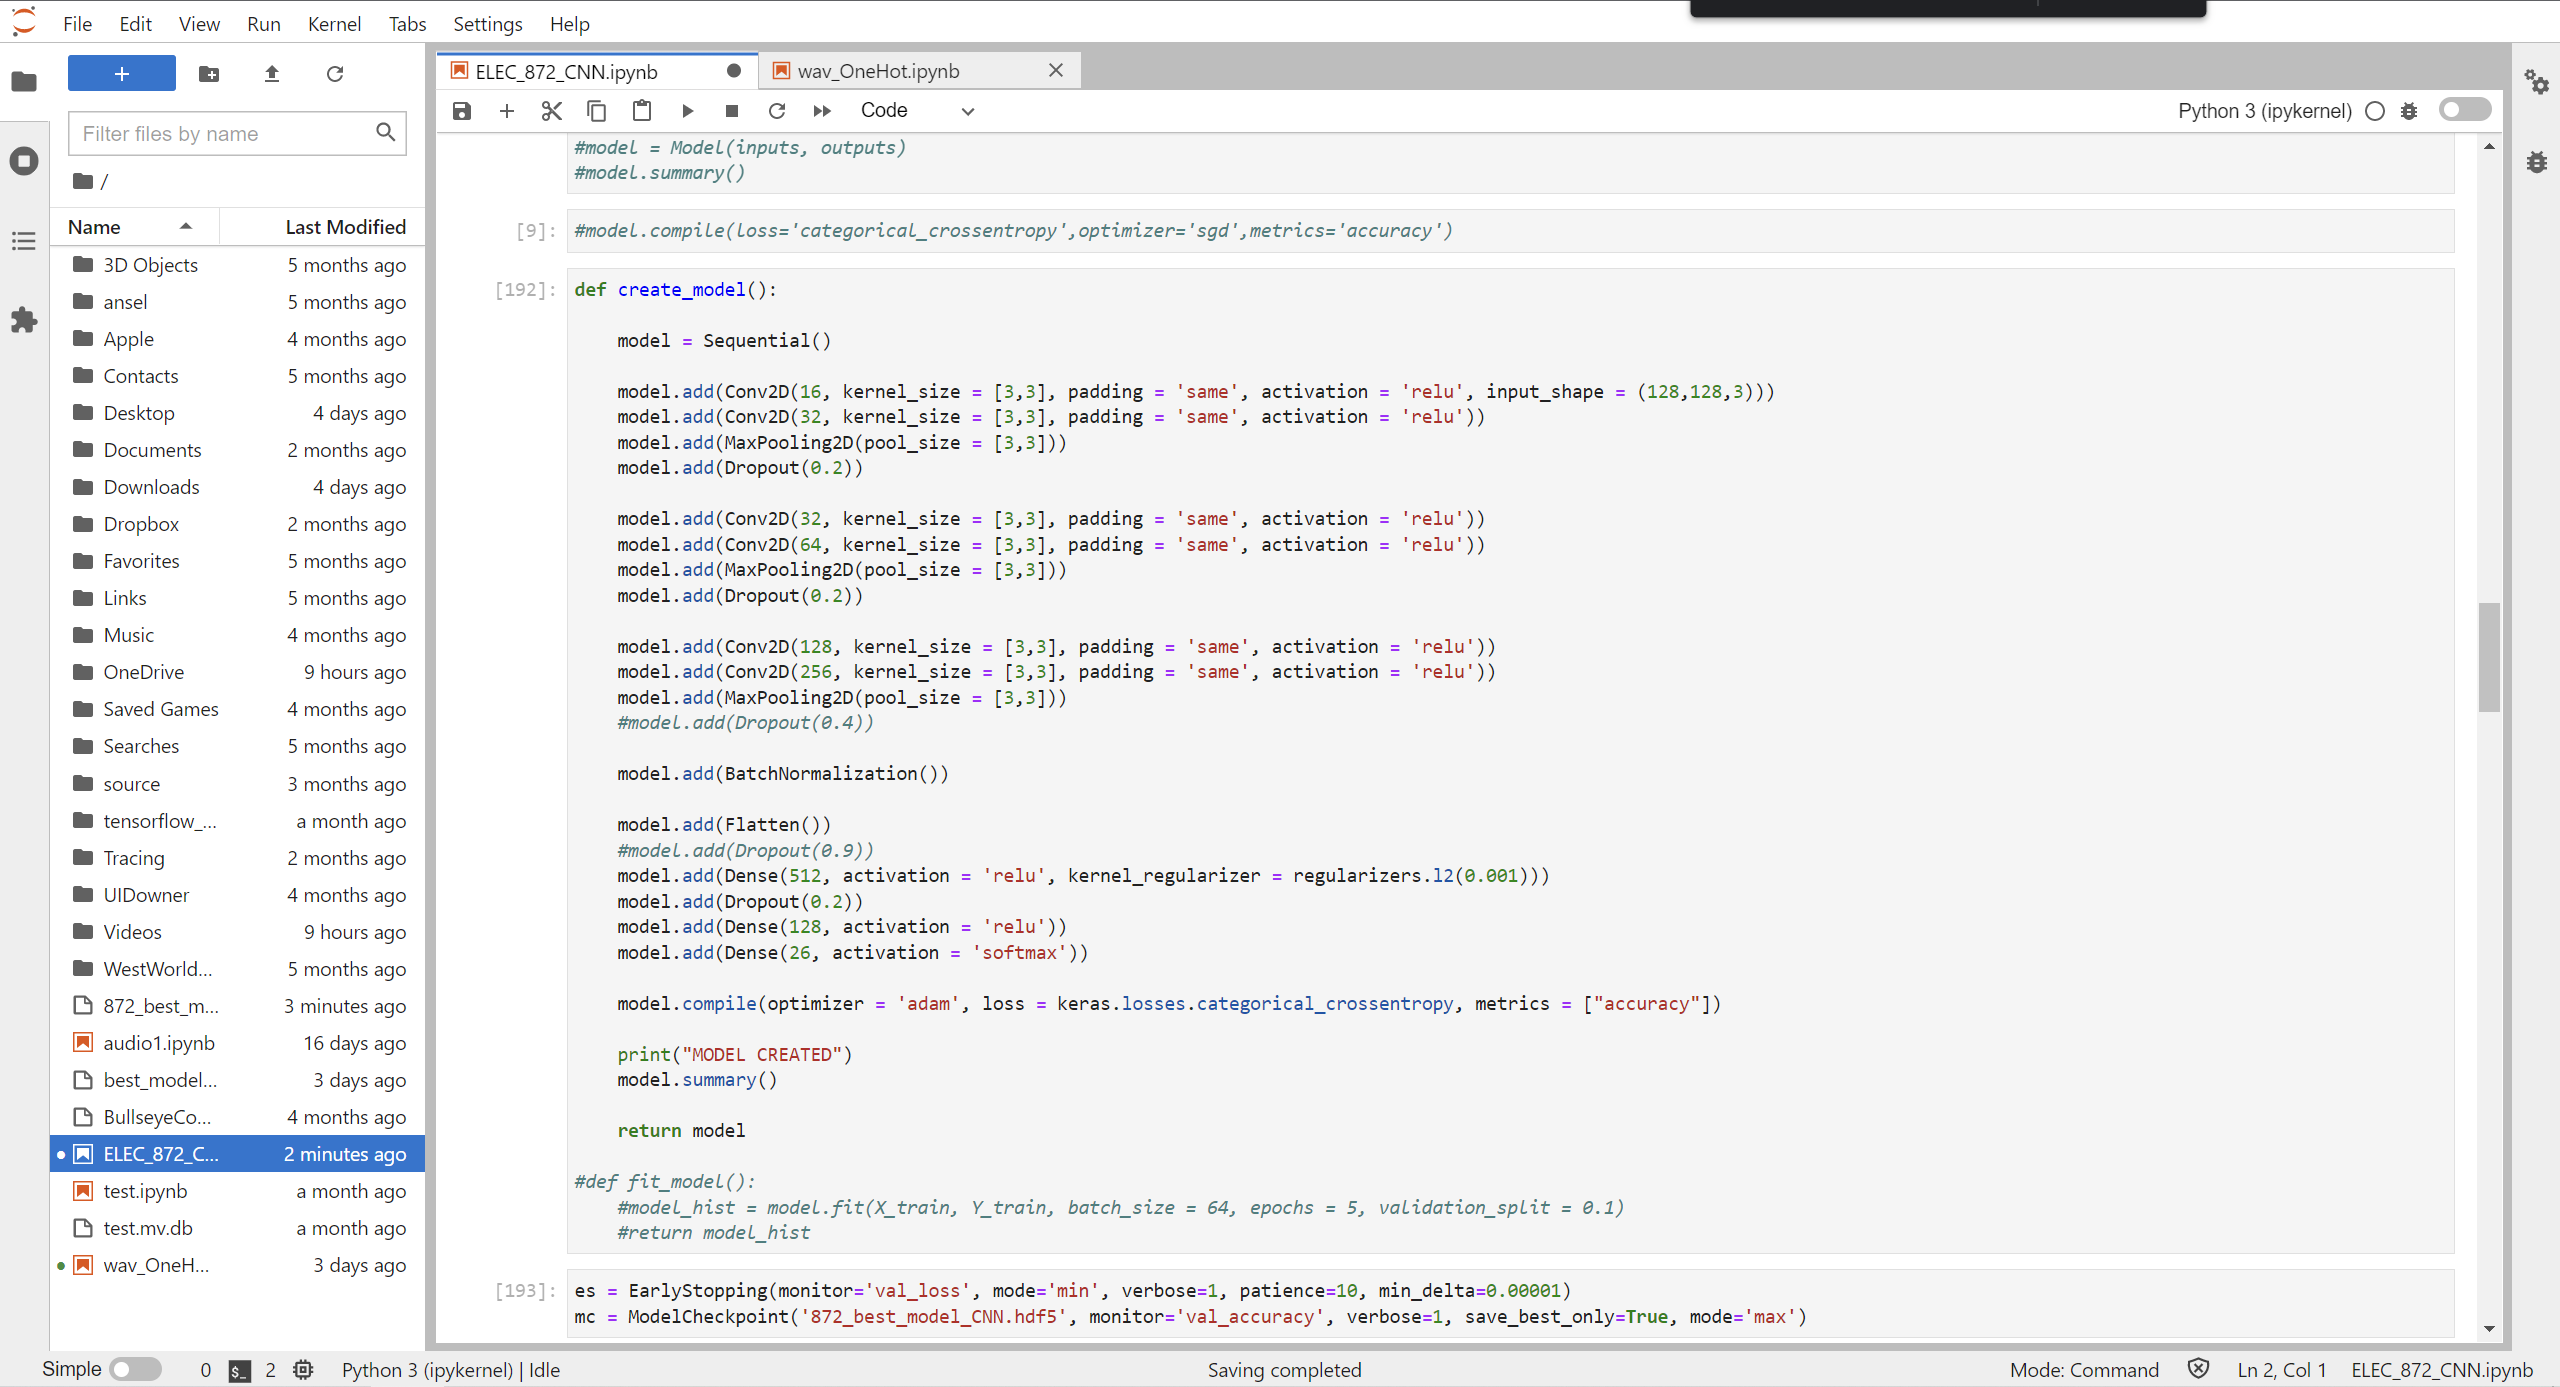 File Edit View Run Kernel Tabs Settings Help
Filter files by name
/
Name Last Modified
3D Objects 5 months ago
ansel 5 months ago
Apple 4 months ago
Contacts 5 months ago
Desktop 4 days ago
Documents 2 months ago
Downloads 4 days ago
Dropbox 2 months ago
Favorites 5 months ago
Links 5 months ago
Music 4 months ago
OneDrive 9 hours ago
Saved Games 4 months ago
Searches 5 months ago
source 3 months ago
tensorflow_... a month ago
Tracing 2 months ago
UIDowner 4 months ago
Videos 9 hours ago
WestWorld... 5 months ago
872_best_m... 3 minutes ago
audio1.ipynb 16 days ago
best_model... 3 days ago
BullseyeCo... 4 months ago
ELEC_872_C... 2 minutes ago
test.ipynb a month ago
test.mv.db a month ago
wav_OneH... 3 days ago
ELEC_872_CNN.ipynb wav_OneHot.ipynb
Code Python 3 (ipykernel)
#model = Model(inputs, outputs)
#model.summary()
[9]: #model.compile(loss='categorical_crossentropy',optimizer='sgd',metrics='accuracy')
[192]: def create_model():
model = Sequential()
model.add(Conv2D(16, kernel_size = [3,3], padding = 'same', activation = 'relu', input_shape = (128,128,3)))
model.add(Conv2D(32, kernel_size = [3,3], padding = 'same', activation = 'relu'))
model.add(MaxPooling2D(pool_size = [3,3]))
model.add(Dropout(0.2))
model.add(Conv2D(32, kernel_size = [3,3], padding = 'same', activation = 'relu'))
model.add(Conv2D(64, kernel_size = [3,3], padding = 'same', activation = 'relu'))
model.add(MaxPooling2D(pool_size = [3,3]))
model.add(Dropout(0.2))
model.add(Conv2D(128, kernel_size = [3,3], padding = 'same', activation = 'relu'))
model.add(Conv2D(256, kernel_size = [3,3], padding = 'same', activation = 'relu'))
model.add(MaxPooling2D(pool_size = [3,3]))
#model.add(Dropout(0.4))
model.add(BatchNormalization())
model.add(Flatten())
#model.add(Dropout(0.9))
model.add(Dense(512, activation = 'relu', kernel_regularizer = regularizers.l2(0.001)))
model.add(Dropout(0.2))
model.add(Dense(128, activation = 'relu'))
model.add(Dense(26, activation = 'softmax'))
model.compile(optimizer = 'adam', loss = keras.losses.categorical_crossentropy, metrics = ["accuracy"])
print("MODEL CREATED")
model.summary()
return model
#def fit_model():
#model_hist = model.fit(X_train, Y_train, batch_size = 64, epochs = 5, validation_split = 0.1)
#return model_hist
[193]: es = EarlyStopping(monitor='val_loss', mode='min', verbose=1, patience=10, min_delta=0.00001)
mc = ModelCheckpoint('872_best_model_CNN.hdf5', monitor='val_accuracy', verbose=1, save_best_only=True, mode='max')
Simple 0 $_ 2 Python 3 (ipykernel) | Idle Saving completed Mode: Command Ln 2, Col 1 ELEC_872_CNN.ipynb